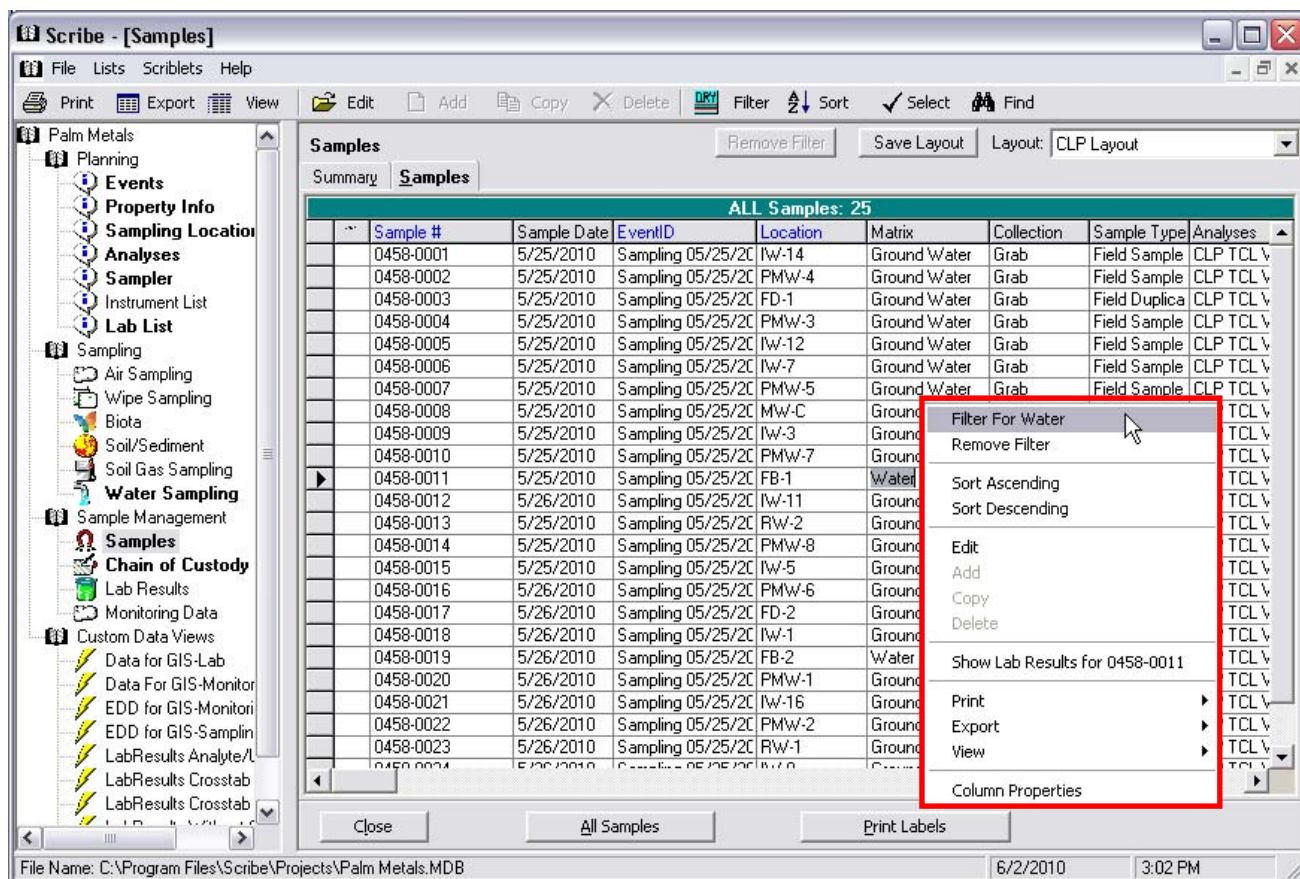 Scribe - [Samples]
File Lists Scriblets Help
Print Export View Edit Add Copy Delete QRY Filter A Z Sort Select Find
Palm Metals
Planning
Events
Property Info
Sampling Location
Analyses
Sampler
Instrument List
Lab List
Sampling
Air Sampling
Wipe Sampling
Biota
Soil/Sediment
Soil Gas Sampling
Water Sampling
Sample Management
Samples
Chain of Custody
Lab Results
Monitoring Data
Custom Data Views
Data for GIS-Lab
Data For GIS-Monitor
EDD for GIS-Monitori
EDD for GIS-Samplin
LabResults Analyte/L
LabResults Crosstab
LabResults Crosstab
Samples Remove Filter Save Layout Layout: CLP Layout
Summary Samples
ALL Samples: 25
Sample # Sample Date EventID Location Matrix Collection Sample Type Analyses
0458-0001 5/25/2010 Sampling 05/25/20 IW-14 Ground Water Grab Field Sample CLP TCL V
0458-0002 5/25/2010 Sampling 05/25/20 PMW-4 Ground Water Grab Field Sample CLP TCL V
0458-0003 5/25/2010 Sampling 05/25/20 FD-1 Ground Water Grab Field Duplica CLP TCL V
0458-0004 5/25/2010 Sampling 05/25/20 PMW-3 Ground Water Grab Field Sample CLP TCL V
0458-0005 5/25/2010 Sampling 05/25/20 IW-12 Ground Water Grab Field Sample CLP TCL V
0458-0006 5/25/2010 Sampling 05/25/20 IW-7 Ground Water Grab Field Sample CLP TCL V
0458-0007 5/25/2010 Sampling 05/25/20 PMW-5 Ground Water Grab Field Sample CLP TCL V
0458-0008 5/25/2010 Sampling 05/25/20 MW-C Ground TCL V
0458-0009 5/25/2010 Sampling 05/25/20 IW-3 Ground TCL V
0458-0010 5/25/2010 Sampling 05/25/20 PMW-7 Ground TCL V
0458-0011 5/25/2010 Sampling 05/25/20 FB-1 Water TCL V
0458-0012 5/26/2010 Sampling 05/25/20 IW-11 Ground TCL V
0458-0013 5/25/2010 Sampling 05/25/20 RW-2 Ground TCL V
0458-0014 5/25/2010 Sampling 05/25/20 PMW-8 Ground TCL V
0458-0015 5/25/2010 Sampling 05/25/20 IW-5 Ground TCL V
0458-0016 5/26/2010 Sampling 05/25/20 PMW-6 Ground TCL V
0458-0017 5/26/2010 Sampling 05/25/20 FD-2 Ground TCL V
0458-0018 5/26/2010 Sampling 05/25/20 IW-1 Ground TCL V
0458-0019 5/26/2010 Sampling 05/25/20 FB-2 Water TCL V
0458-0020 5/26/2010 Sampling 05/25/20 PMW-1 Ground TCL V
0458-0021 5/26/2010 Sampling 05/25/20 IW-16 Ground TCL V
0458-0022 5/26/2010 Sampling 05/25/20 PMW-2 Ground TCL V
0458-0023 5/26/2010 Sampling 05/25/20 RW-1 Ground TCL V
Filter For Water
Remove Filter
Sort Ascending
Sort Descending
Edit
Add
Copy
Delete
Show Lab Results for 0458-0011
Print
Export
View
Column Properties
Close All Samples Print Labels
File Name: C:\Program Files\Scribe\Projects\Palm Metals.MDB 6/2/2010 3:02 PM